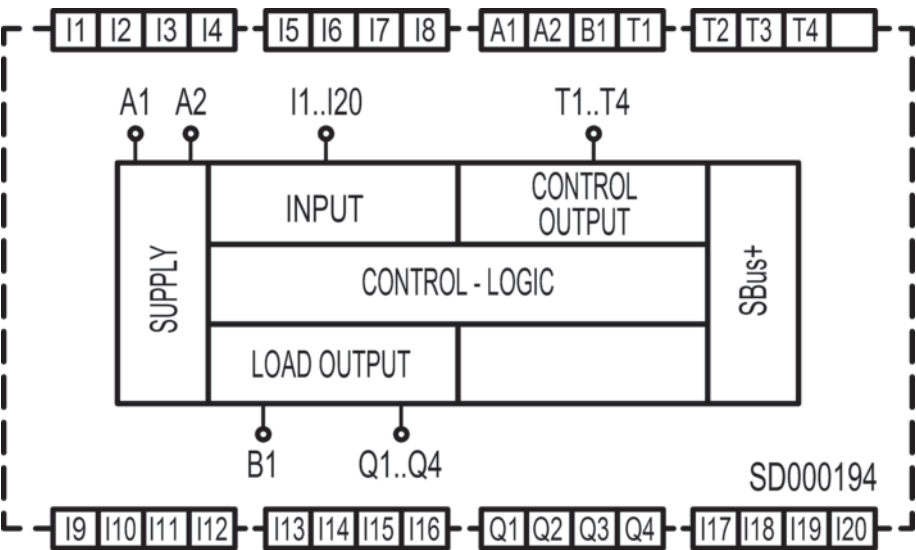 I1 I2 I3 I4 I5 I6 I7 I8 A1 A2 B1 T1 T2 T3 T4
A1 A2 I1..I20 T1..T4
SUPPLY
INPUT
CONTROL
OUTPUT
CONTROL - LOGIC
SBus+
LOAD OUTPUT
B1 Q1..Q4
SD000194
I9 I10 I11 I12 I13 I14 I15 I16 Q1 Q2 Q3 Q4 I17 I18 I19 I20